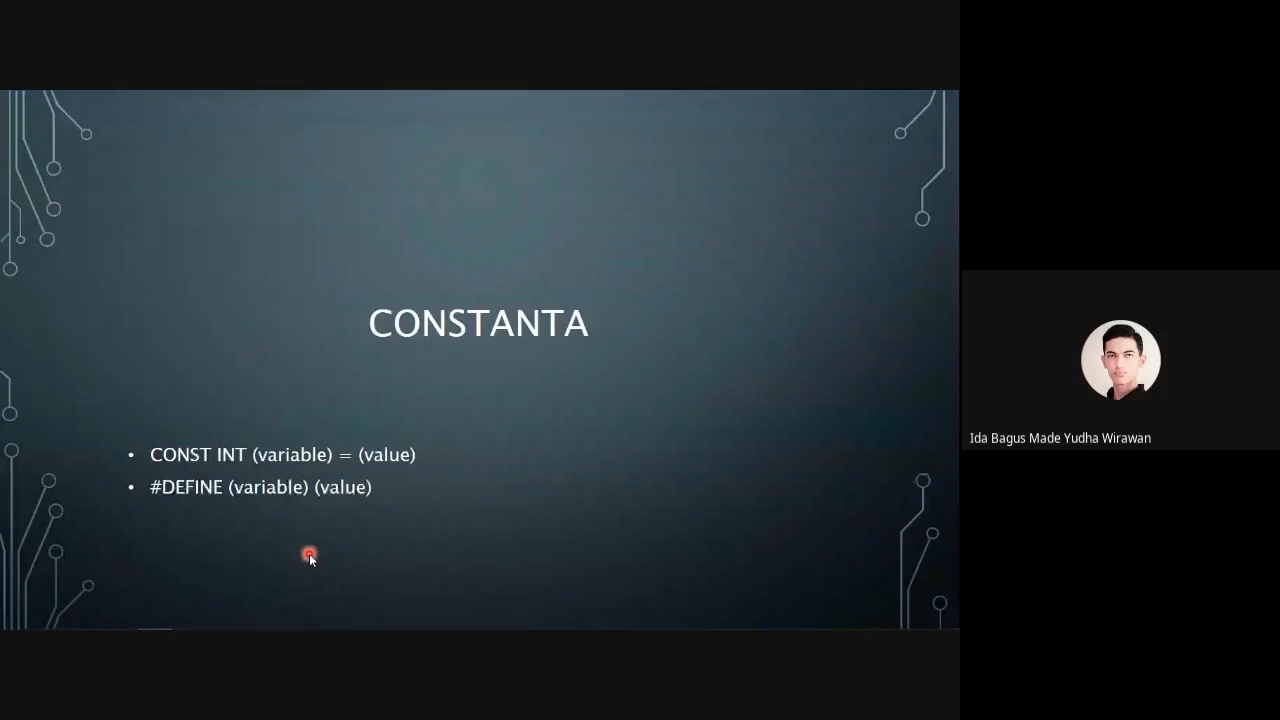 CONSTANTA
• CONST INT (variable) = (value)
• #DEFINE (variable) (value)
Ida Bagus Made Yudha Wirawan